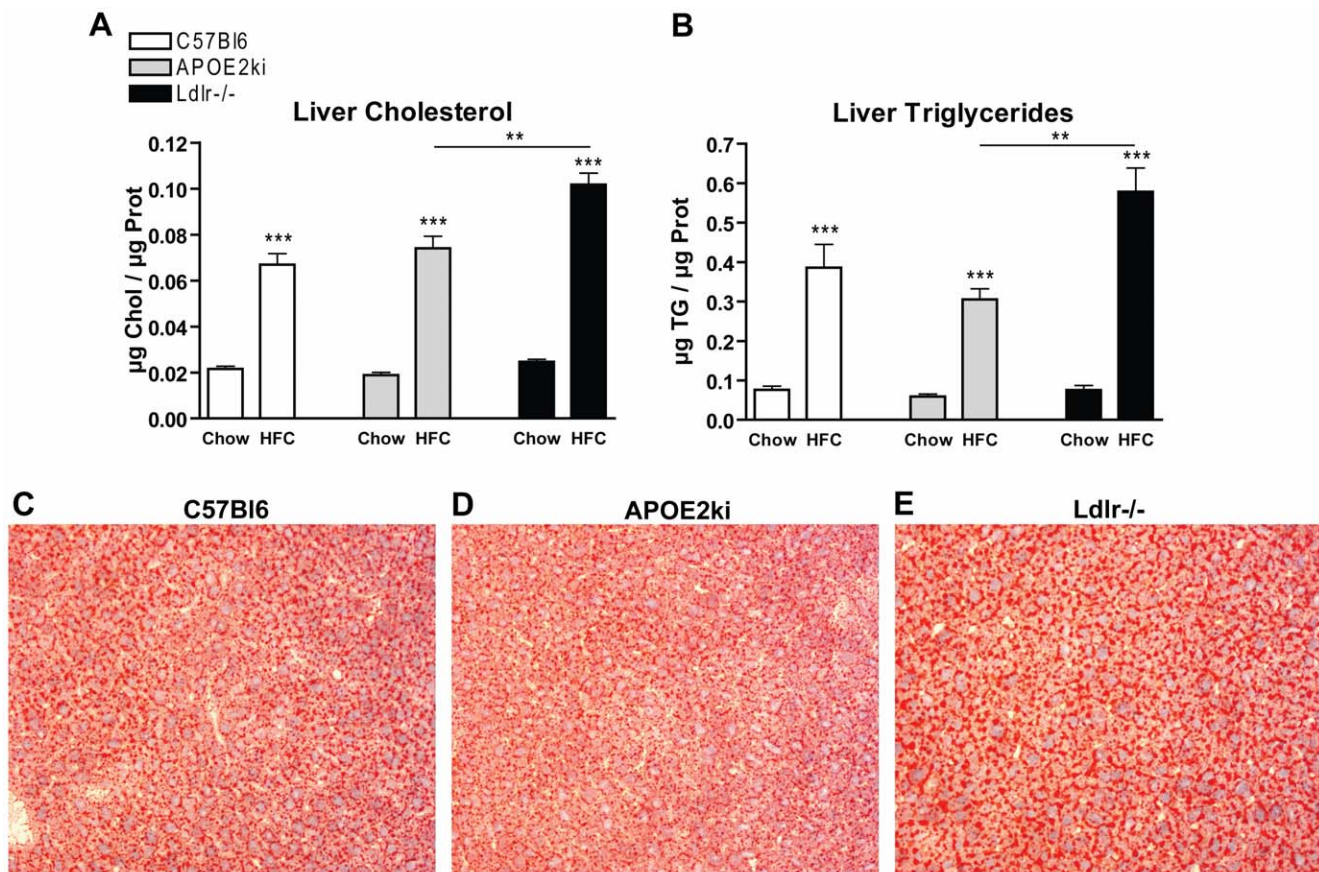 A
C57Bl6
APOE2ki
Ldlr-/-
Liver Cholesterol
**
0.12
0.10
0.08
0.06
0.04
0.02
0.00
µg Chol / µg Prot
***
***
***
Chow HFC Chow HFC Chow HFC
B
Liver Triglycerides
**
0.7
0.6
0.5
0.4
0.3
0.1
0.0
µg TG / µg Prot
***
***
***
Chow HFC Chow HFC Chow HFC
C
C57Bl6
D
APOE2ki
E
Ldlr-/-